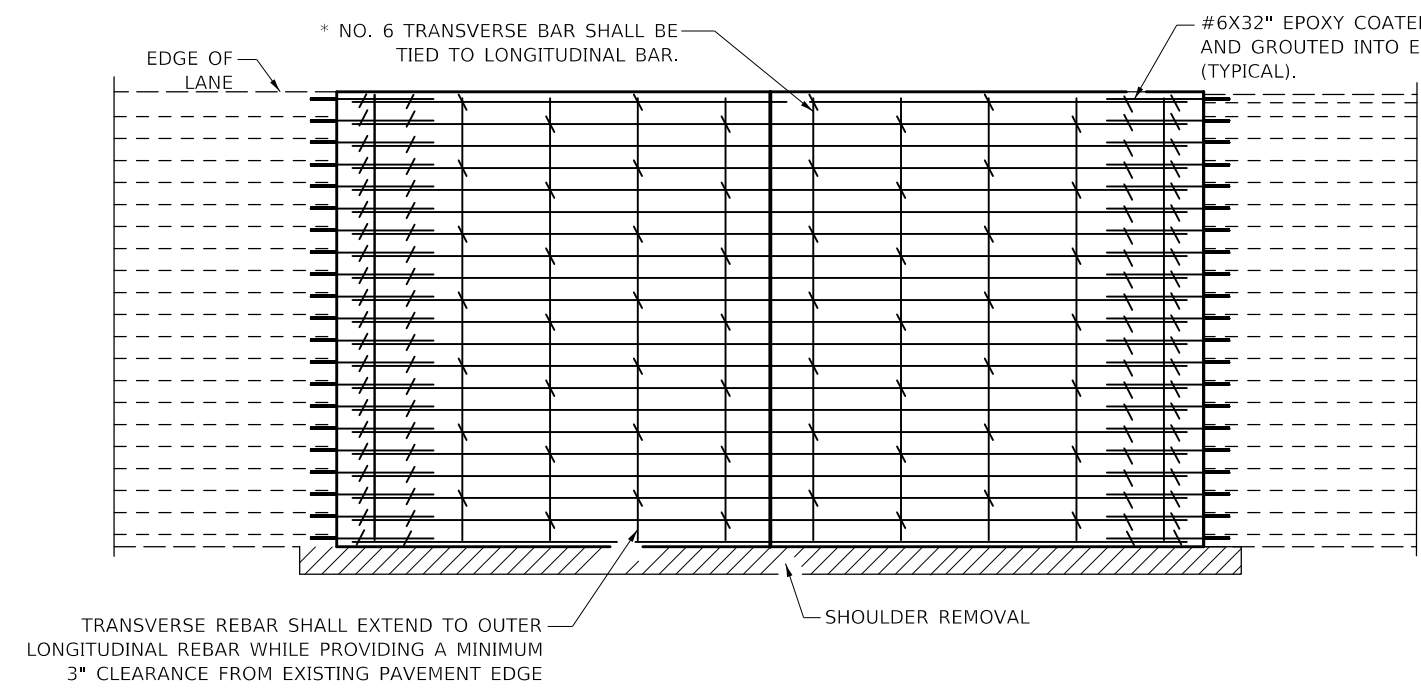 * NO. 6 TRANSVERSE BAR SHALL BE
TIED TO LONGITUDINAL BAR.
EDGE OF
LANE
#6X32" EPOXY COATE
AND GROUTED INTO E
(TYPICAL).
TRANSVERSE REBAR SHALL EXTEND TO OUTER
LONGITUDINAL REBAR WHILE PROVIDING A MINIMUM
3" CLEARANCE FROM EXISTING PAVEMENT EDGE
SHOULDER REMOVAL